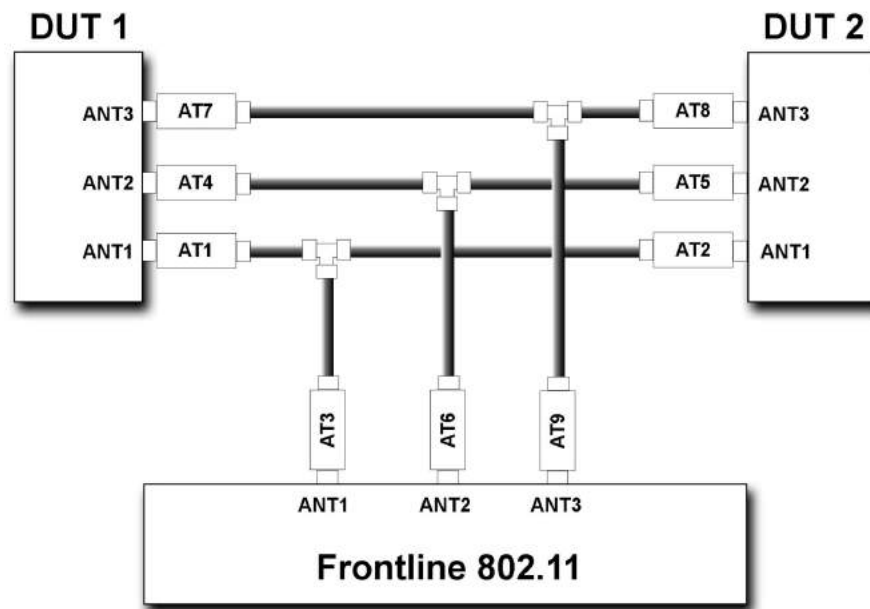 DUT 1
DUT 2
ANT3 AT7 AT8 ANT3
ANT2 AT4 AT5 ANT2
ANT1 AT1 AT2 ANT1
AT3 AT6 AT9
ANT1 ANT2 ANT3
Frontline 802.11